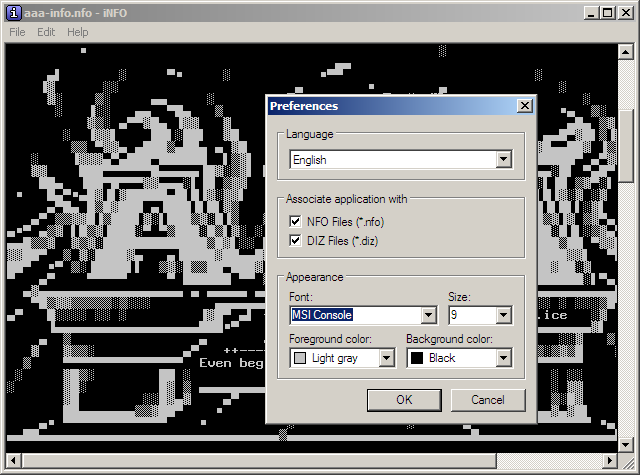 aaa-info.nfo - iNFO
File Edit Help
Preferences
Language
English
Associate application with
NFO Files (*.nfo)
DIZ Files (*.diz)
Appearance
Font: Size:
MSI Console 9
.ice
Foreground color: Background color:
Light gray Black
++---
Even beg
OK Cancel